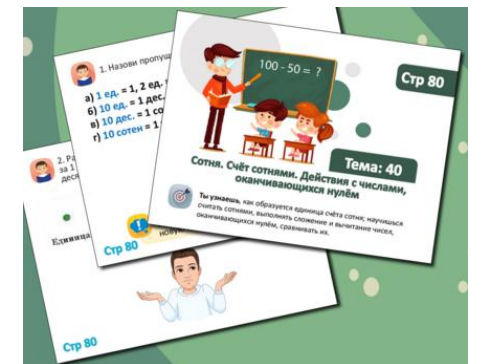 100 - 50 = ?
Стр 80
Тема: 40
Сотня. Счёт сотнями. Действия с числами,
оканчивающихся нулём
Ты узнаешь, как образуется единица счёта сотня; научишься
считать сотнями, выполнять сложение и вычитание чисел,
оканчивающихся нулём, сравнивать их.
1. Назови пропущ
а) 1 ед. = 1, 2 ед.
б) 10 ед. = 1 дес.
в) 10 дес. = 1 со
г) 10 сотен = 1
Стр 80
2. Ра
за 1
деся
Единица
Стр 80